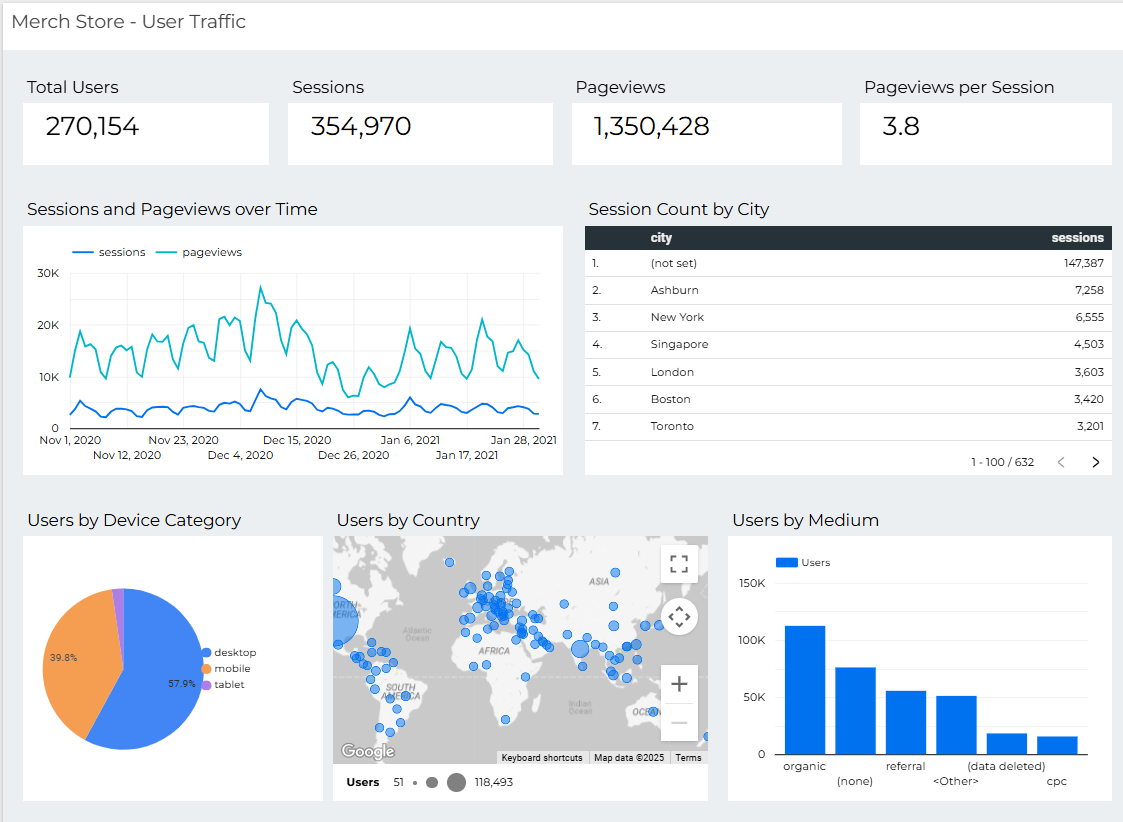 Merch Store - User Traffic
Total Users
Sessions
Pageviews
Pageviews per Session
270,154
354,970
1,350,428
3.8
Sessions and Pageviews over Time
sessions
pageviews
30K
20K
10K
0
Nov 1, 2020
Nov 12, 2020
Nov 23, 2020
Dec 4, 2020
Dec 15, 2020
Dec 26, 2020
Jan 6, 2021
Jan 17, 2021
Jan 28, 2021
Session Count by City
city sessions
1. (not set) 147,387
2. Ashburn 7,258
3. New York 6,555
4. Singapore 4,503
5. London 3,603
6. Boston 3,420
7. Toronto 3,201
1 - 100 / 632
Users by Device Category
39.8%
57.9%
desktop
mobile
tablet
Users by Country
ASIA
Atlantic
Ocean
AFRICA
SOUTH
AMERICA
Indian
Ocean
Google
Keyboard shortcuts
Map data ©2025
Terms
Users 51 118,493
Users by Medium
Users
150K
100K
50K
0
organic
(none)
referral
<Other>
(data deleted)
cpc